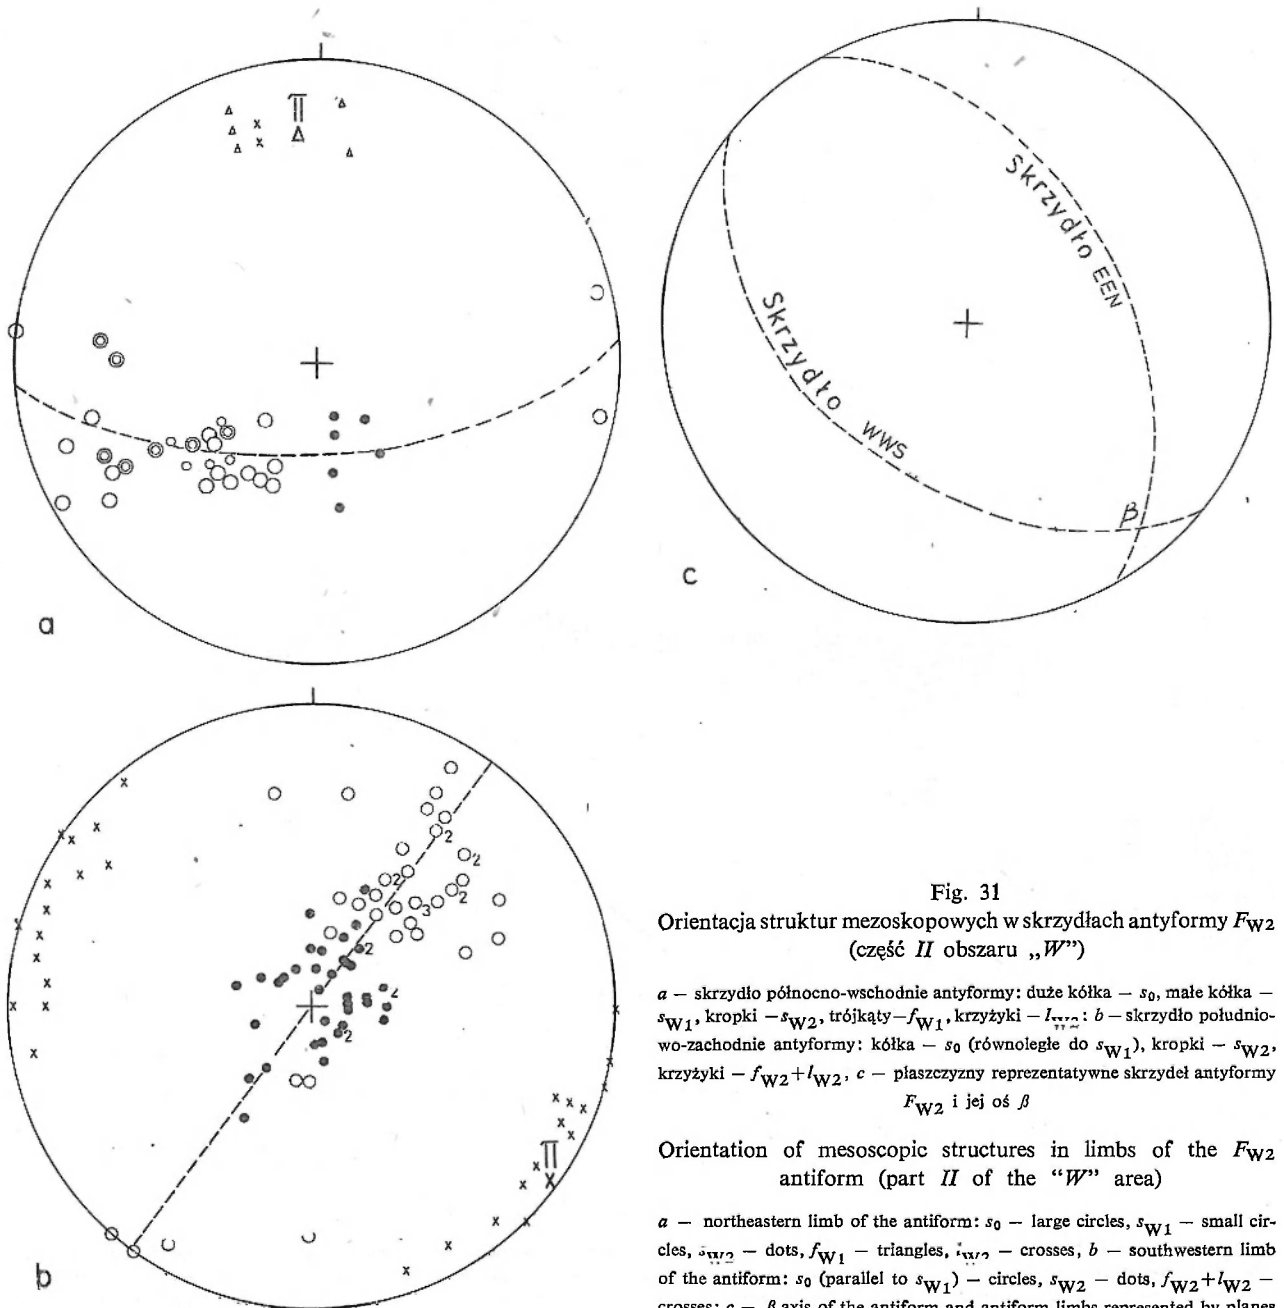 π
a
Skrzydło EEN
Skrzydło WWS
β
c
2
2
2
2
3
2
2
2
π
b
Fig. 31
Orientacja struktur mezoskopowych w skrzydłach antyformy FW2
(część II obszaru „W”)
a — skrzydło północno-wschodnie antyformy: duże kółka — s0, małe kółka —
sW1, kropki —sW2, trójkąty—fW1, krzyżyki — : b — skrzydło południo-
wo-zachodnie antyformy: kółka — s0 (równoległe do sW1), kropki — sW2,
krzyżyki — fW2+lW2, c — płaszczyzny reprezentatywne skrzydeł antyformy
FW2 i jej oś β
Orientation of mesoscopic structures in limbs of the FW2
antiform (part II of the “W” area)
a — northeastern limb of the antiform: s0 — large circles, sW1 — small cir-
cles, — dots, fW1 — triangles, — crosses, b — southwestern limb
of the antiform: s0 (parallel to sW1) — circles, sW2 — dots, fW2+lW2 —
crosses; c — β axis of the antiform and antiform limbs represented by planes